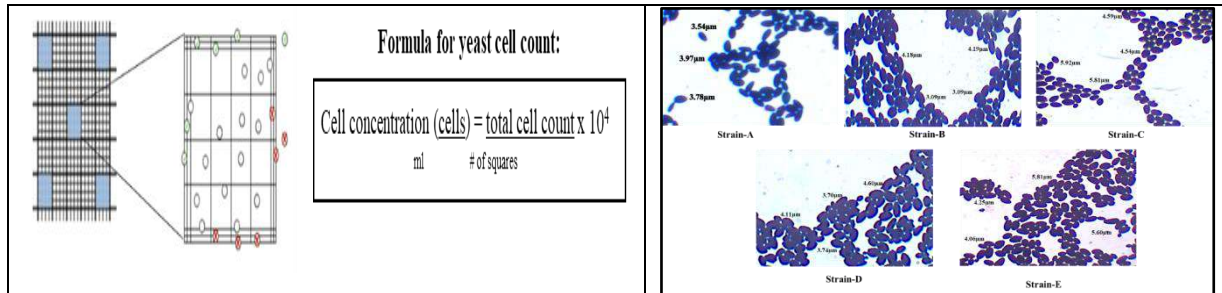 Formula for yeast cell count:
Cell concentration (cells) = total cell count x 10⁴
ml # of squares
3.54µm
3.97µm
3.78µm
Strain-A
4.18µm
4.19µm
3.09µm
3.09µm
Strain-B
4.59µm
4.54µm
5.92µm
5.81µm
Strain-C
4.60µm
3.70µm
4.11µm
3.74µm
Strain-D
5.81µm
4.25µm
5.60µm
4.06µm
Strain-E